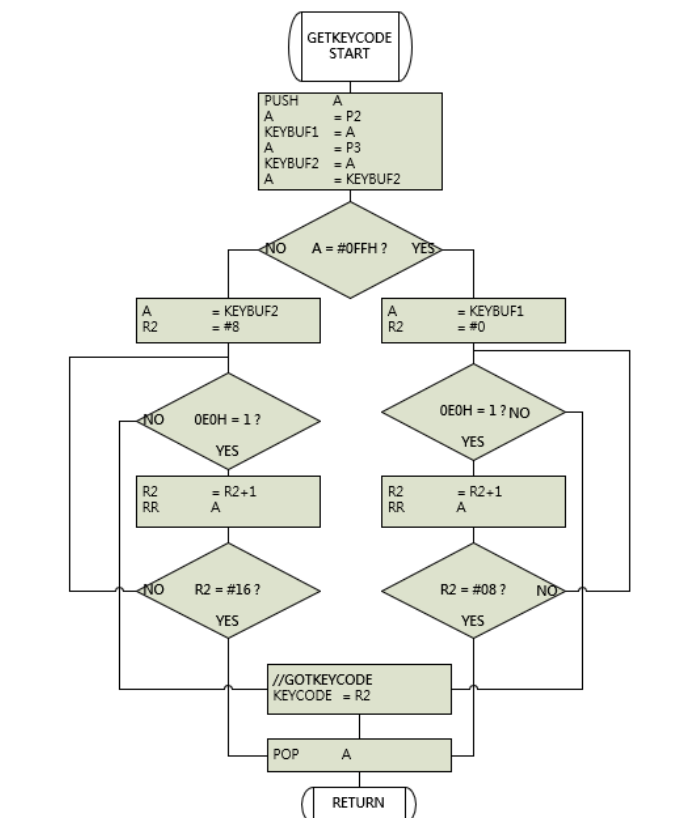 GETKEYCODE
START
PUSH A
A = P2
KEYBUF1 = A
A = P3
KEYBUF2 = A
A = KEYBUF2
NO A = #0FFH ? YES
A = KEYBUF2
R2 = #8
A = KEYBUF1
R2 = #0
NO 0E0H = 1 ?
YES
0E0H = 1 ? NO
YES
R2 = R2+1
RR A
R2 = R2+1
RR A
NO R2 = #16 ?
YES
R2 = #08 ? NO
YES
//GOTKEYCODE
KEYCODE = R2
POP A
RETURN